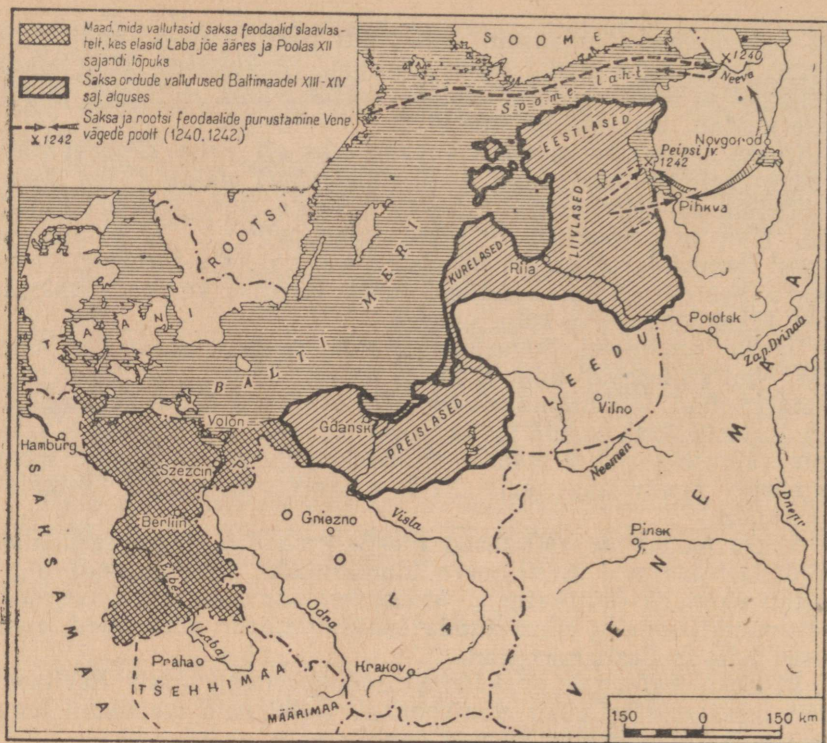 Maad, mida vallutasid saksa feodaalid slaavlas-
telt, kes elasid Laba jõe ääres ja Poolas XII
sajandi lõpuks
Saksa ordude vallutused Baltimaadel XIII-XIV
saj. alguses
Saksa ja rootsi feodaalide purustamine Vene
vägede poolt (1240. 1242.)
1242
SOOME
1240
Neeva
Soome laht
EESTLASED
Novgorod
Peipsi jv.
1242
Pihkva
LIIVLASED
ROOTSI
BALTI MERI
KURELASED
Riia
TAANI
Polotsk
Zap. Drinaa
LEEDU
Vilno
Neemen
PREISLASED
Gdansk
Volõn
Hamburg
Szczecin
Berliin
SAKSAMAA
POOLA
Gniezno
Visla
Pinsk
Dnepr
VENEMAA
Elbe
(Laba)
Odra
Praha
Krakov
TŠEHHIMAA
MÄÄRIMAA
150 0 150 km